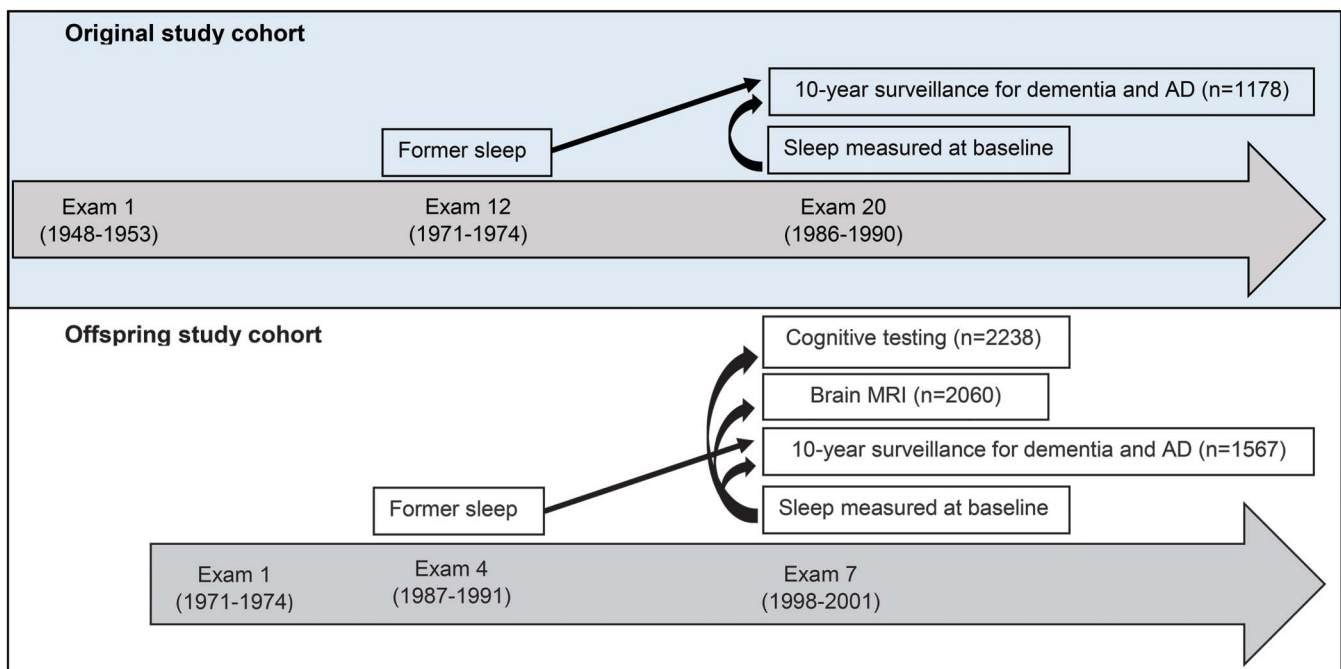 Original study cohort
10-year surveillance for dementia and AD (n=1178)
Former sleep
Sleep measured at baseline
Exam 1
(1948-1953)
Exam 12
(1971-1974)
Exam 20
(1986-1990)
Offspring study cohort
Cognitive testing (n=2238)
Brain MRI (n=2060)
10-year surveillance for dementia and AD (n=1567)
Former sleep
Sleep measured at baseline
Exam 1
(1971-1974)
Exam 4
(1987-1991)
Exam 7
(1998-2001)